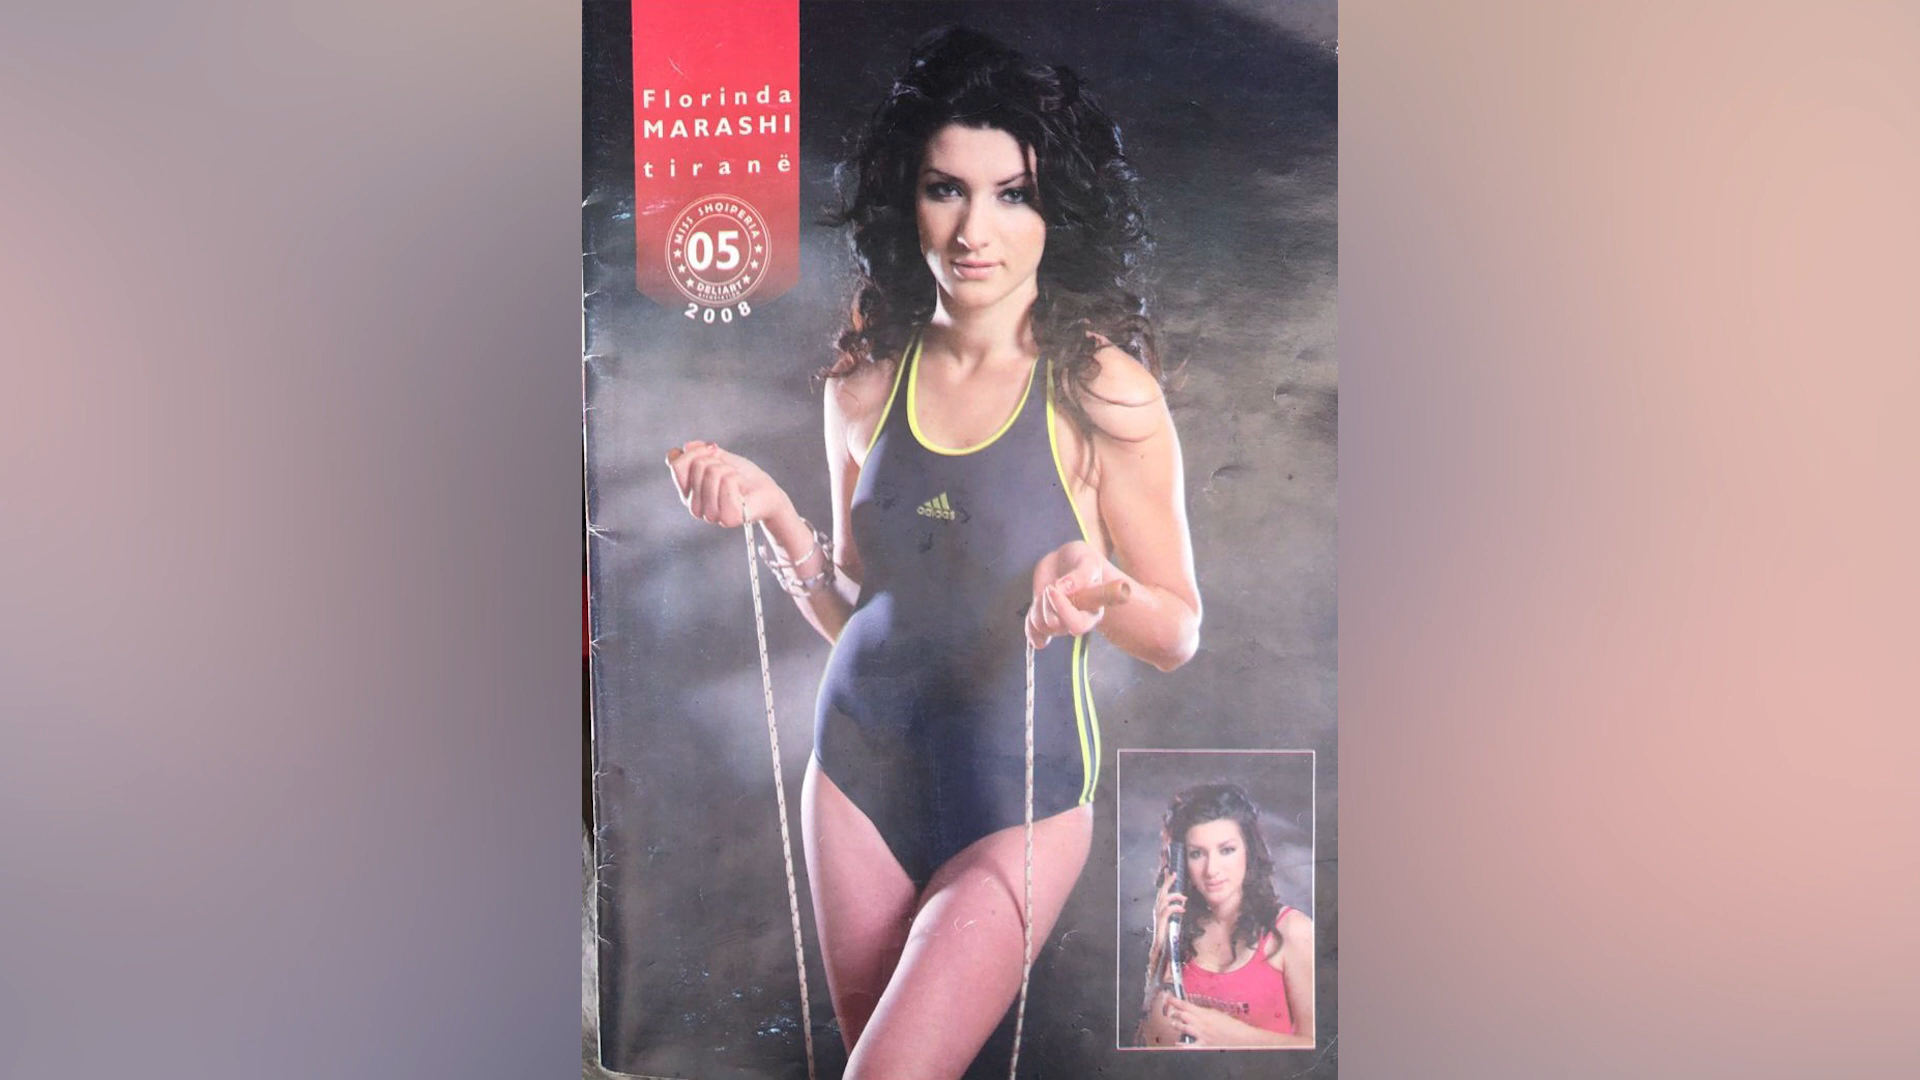 Florinda
MARASHI
tiranë
MISS SHQIPERIA
05
DELIART
2008
adidas